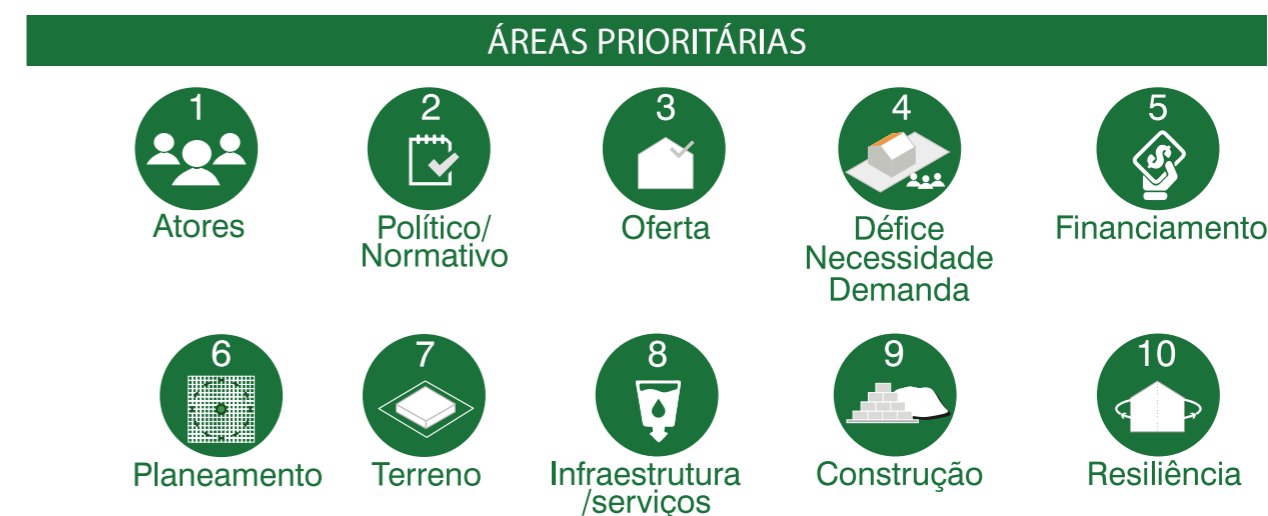 ÁREAS PRIORITÁRIAS
1
Atores
2
Político/
Normativo
3
Oferta
4
Défice
Necessidade
Demanda
5
$
Financiamento
6
Planeamento
7
Terreno
8
Infraestrutura
/serviços
9
Construção
10
Resiliência